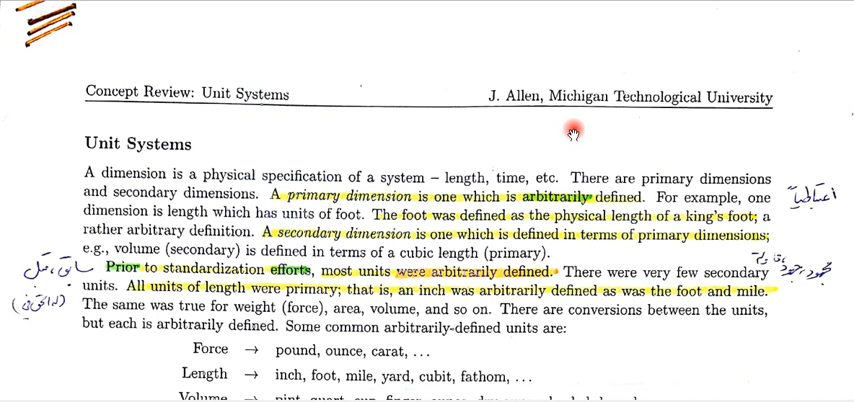 Concept Review: Unit Systems J. Allen, Michigan Technological University
Unit Systems
A dimension is a physical specification of a system – length, time, etc. There are primary dimensions
and secondary dimensions. A primary dimension is one which is arbitrarily defined. For example, one
dimension is length which has units of foot. The foot was defined as the physical length of a king's foot; a
rather arbitrary definition. A secondary dimension is one which is defined in terms of primary dimensions;
e.g., volume (secondary) is defined in terms of a cubic length (primary).
Prior to standardization efforts, most units were arbitrarily defined. There were very few secondary
units. All units of length were primary; that is, an inch was arbitrarily defined as was the foot and mile.
The same was true for weight (force), area, volume, and so on. There are conversions between the units,
but each is arbitrarily defined. Some common arbitrarily-defined units are:
Force → pound, ounce, carat, ...
Length → inch, foot, mile, yard, cubit, fathom, ...